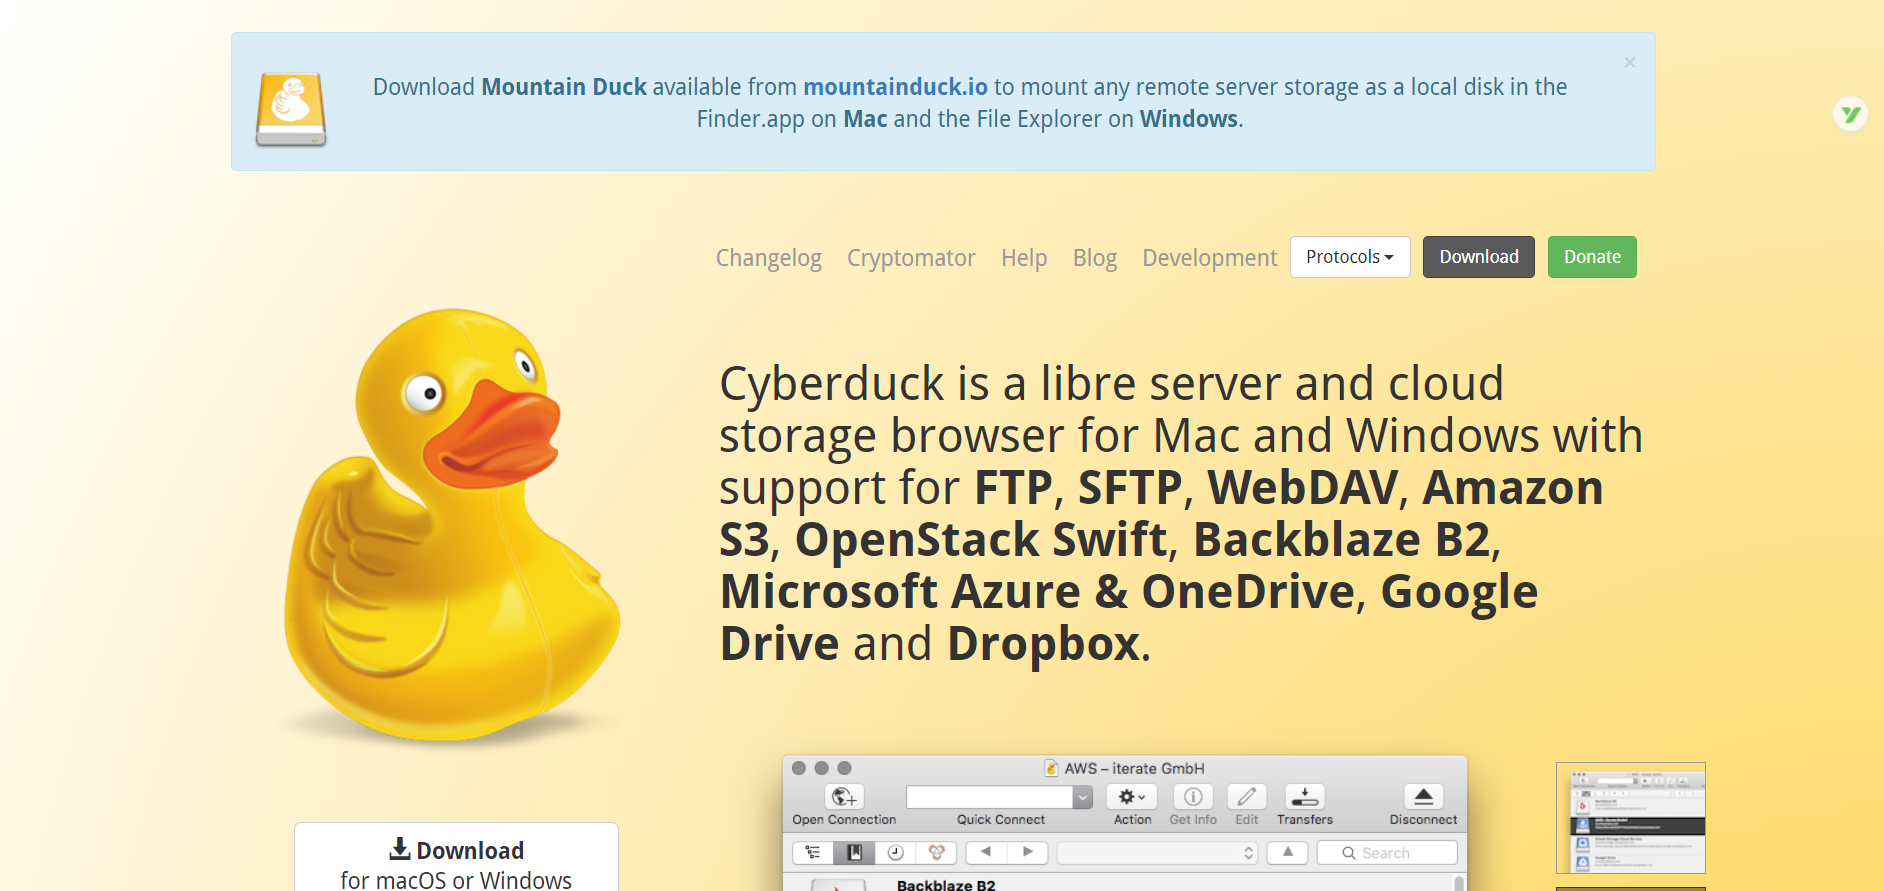 Download Mountain Duck available from mountainduck.io to mount any remote server storage as a local disk in the
Finder.app on Mac and the File Explorer on Windows.
×
Changelog Cryptomator Help Blog Development Protocols Download Donate
Cyberduck is a libre server and cloud
storage browser for Mac and Windows with
support for FTP, SFTP, WebDAV, Amazon
S3, OpenStack Swift, Backblaze B2,
Microsoft Azure & OneDrive, Google
Drive and Dropbox.
Download
for macOS or Windows
AWS – iterate GmbH
Open Connection Quick Connect Action Get Info Edit Transfers Disconnect
Search
Backblaze B2